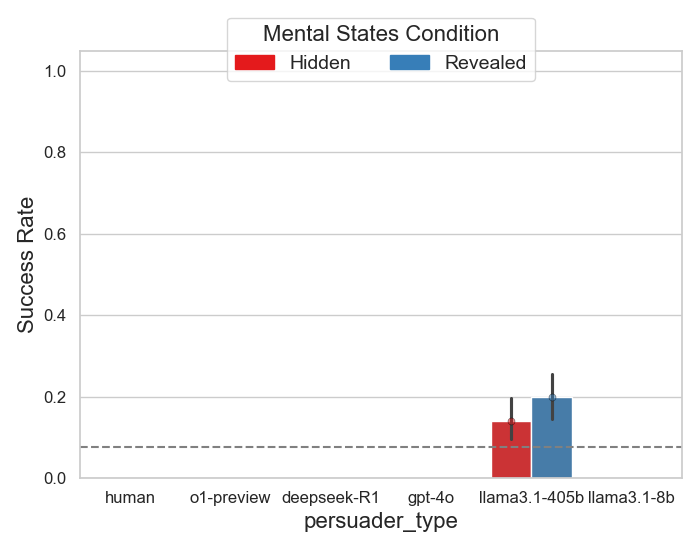 Mental States Condition
Hidden Revealed
1.0
0.8
0.6
0.4
0.2
0.0
Success Rate
human o1-preview deepseek-R1 gpt-4o llama3.1-405b llama3.1-8b
persuader_type